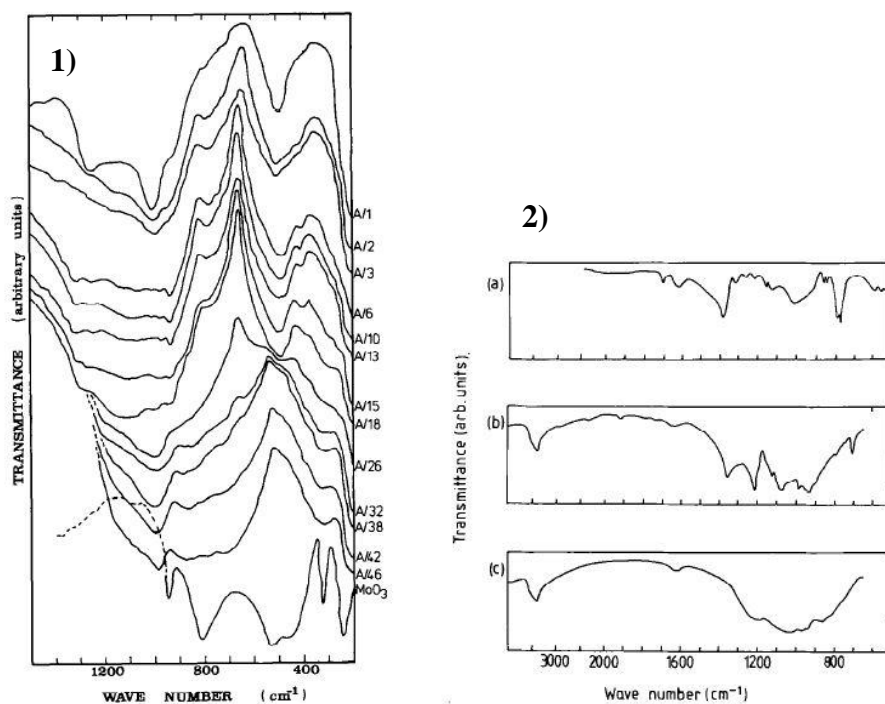 1)
TRANSMITTANCE (arbitrary units)
A/1
A/2
A/3
A/6
A/10
A/13
A/15
A/18
A/26
A/32
A/38
A/42
A/46
MoO3
1200 800 400
WAVE NUMBER (cm-1)
2)
(a)
(b)
(c)
Transmittance (arb.units)
3000 2000 1600 1200 800
Wave number (cm-1)